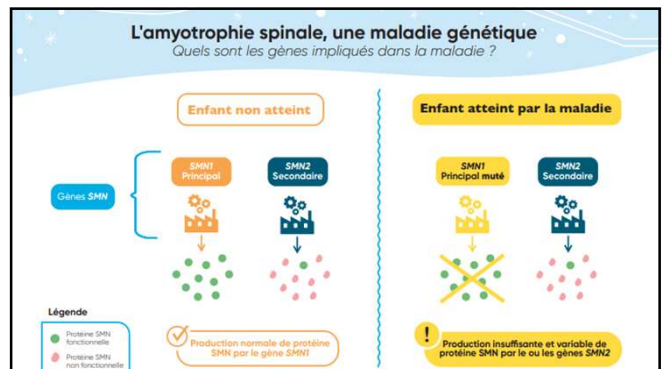 L'amyotrophie spinale, une maladie génétique
Quels sont les gènes impliqués dans la maladie ?
Enfant non atteint
Enfant atteint par la maladie
Gènes SMN
SMN1
Principal
SMN2
Secondaire
SMN1
Principal muté
SMN2
Secondaire
Légende
Protéine SMN
fonctionnelle
Protéine SMN
non fonctionnelle
Production normale de protéine
SMN par le gène SMN1
!
Production insuffisante et variable de
protéine SMN par le ou les gènes SMN2